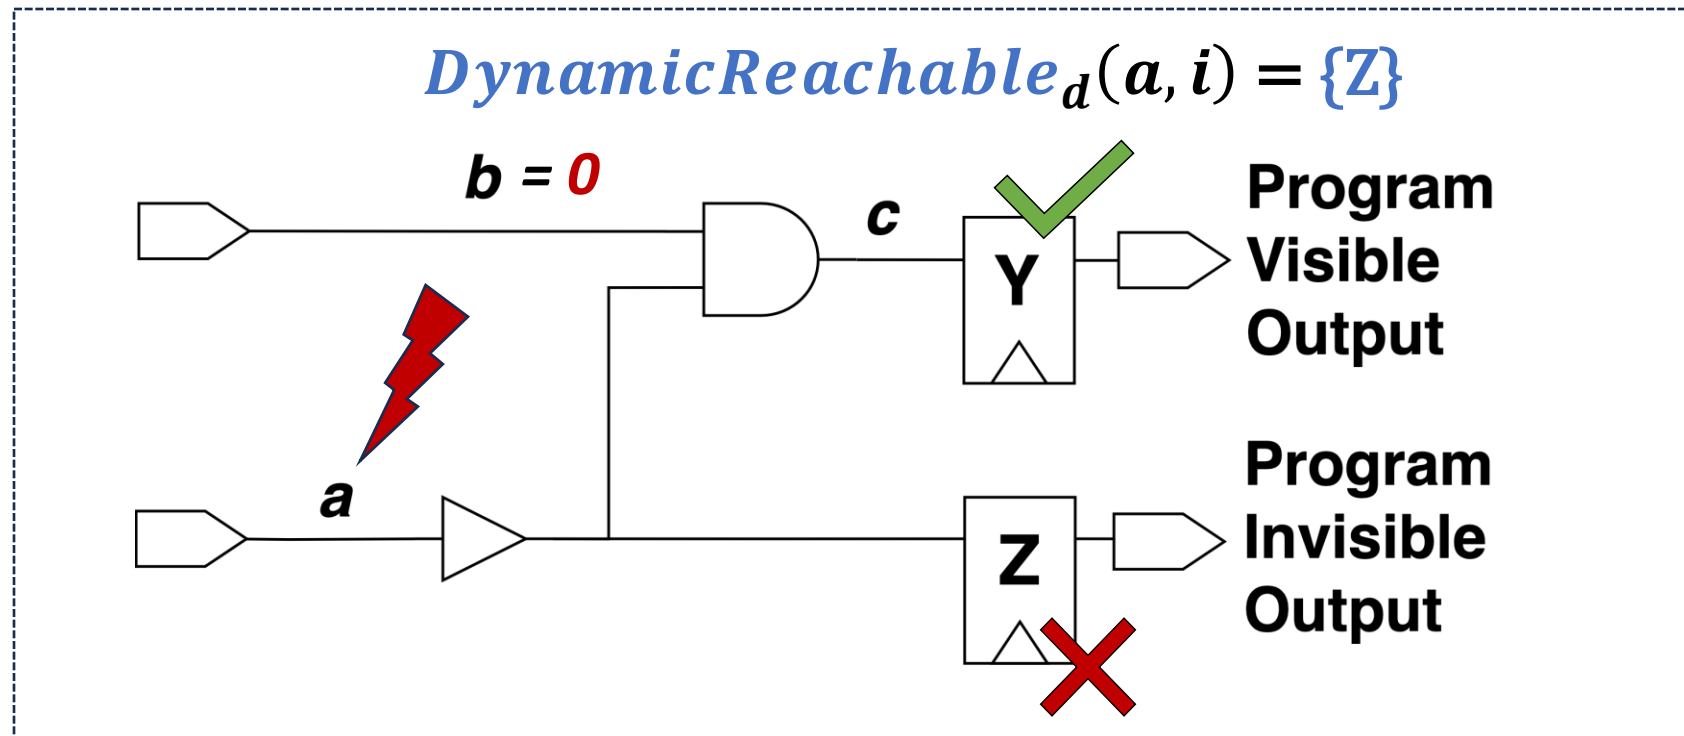 DynamicReachable_d(a, i) = {Z}
b = 0
c
Y
Program
Visible
Output
a
Z
Program
Invisible
Output